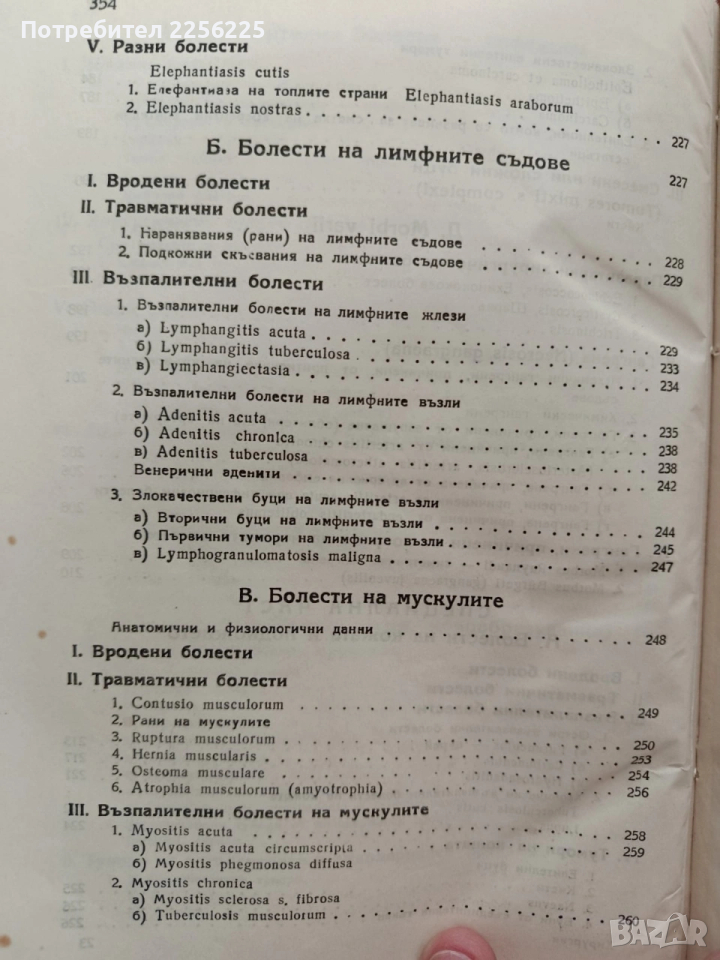 354
Потребител 2256225
V. Разни болести
Elephantiasis cutis
1. Елефантиаза на топлите страни Elephantiasis araborum
2. Elephantiasis nostras . . . . . . . . . . . . . . . . . . 227
Б. Болести на лимфните съдове 227
I. Вродени болести
II. Травматични болести
1. Наранявания (рани) на лимфните съдове . . . . . . . . 228
2. Подкожни скъсвания на лимфните съдове . . . . . . . . 229
III. Възпалителни болести
1. Възпалителни болести на лимфните жлези
а) Lymphangitis acuta . . . . . . . . . . . . . . . . . . 229
б) Lymphangitis tuberculosa . . . . . . . . . . . . . . . 233
в) Lymphangiectasia . . . . . . . . . . . . . . . . . . 234
2. Възпалителни болести на лимфните възли
а) Adenitis acuta . . . . . . . . . . . . . . . . . . . . 235
б) Adenitis chronica . . . . . . . . . . . . . . . . . . 238
в) Adenitis tuberculosa . . . . . . . . . . . . . . . . . 238
Венерични аденити . . . . . . . . . . . . . . . . . . 242
3. Злокачествени буци на лимфните възли
а) Вторични буци на лимфните възли . . . . . . . . . . 244
б) Първични тумори на лимфните възли . . . . . . . . . . 245
в) Lymphogranulomatosis maligna . . . . . . . . . . . . 247
В. Болести на мускулите
Анатомични и физиологични данни . . . . . . . . . . . . 248
I. Вродени болести
II. Травматични болести
1. Contusio musculorum . . . . . . . . . . . . . . . . . 249
2. Рани на мускулите
3. Ruptura musculorum . . . . . . . . . . . . . . . . . 250
4. Hernia muscularis . . . . . . . . . . . . . . . . . . 253
5. Osteoma musculare . . . . . . . . . . . . . . . . . . 254
6. Atrophia musculorum (amyotrophia) . . . . . . . . . . 256
III. Възпалителни болести на мускулите
1. Myositis acuta . . . . . . . . . . . . . . . . . . . . 258
а) Myositis acuta circumscripta . . . . . . . . . . . . . 259
б) Myositis phegmonosa diffusa
2. Myositis chronica
а) Myositis sclerosa s. fibrosa
б) Tuberculosis musculorum . . . . . . . . . . . . . . . 260
BAZAR